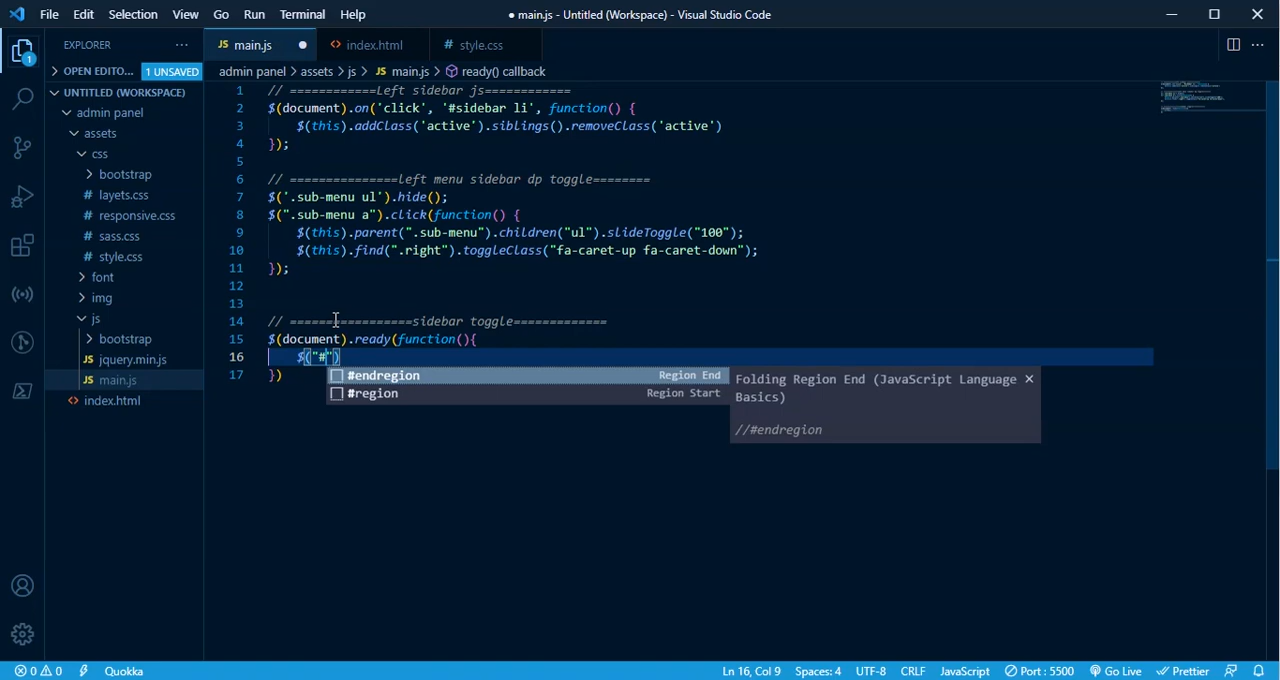 File Edit Selection View Go Run Terminal Help
● main.js - Untitled (Workspace) - Visual Studio Code
EXPLORER
JS main.js ●
<> index.html
# style.css
OPEN EDITO... 1 UNSAVED
admin panel > assets > js > JS main.js > ready() callback
UNTITLED (WORKSPACE)
admin panel
assets
css
bootstrap
# layets.css
# responsive.css
# sass.css
# style.css
font
img
js
bootstrap
JS jquery.min.js
JS main.js
<> index.html
1 // ============Left sidebar js============
2 $(document).on('click', '#sidebar li', function() {
3 $(this).addClass('active').siblings().removeClass('active')
4 });
5
6 // ===============left menu sidebar dp toggle========
7 $('.sub-menu ul').hide();
8 $(".sub-menu a").click(function() {
9 $(this).parent(".sub-menu").children("ul").slideToggle("100");
10 $(this).find(".right").toggleClass("fa-caret-up fa-caret-down");
11 });
12
13
14 // =================sidebar toggle=============
15 $(document).ready(function(){
16 $("#")
17 })
#endregion Region End
#region Region Start
Folding Region End (JavaScript Language Basics)
//#endregion
1
0 0
Quokka
Ln 16, Col 9 Spaces: 4 UTF-8 CRLF JavaScript Port : 5500 Go Live Prettier